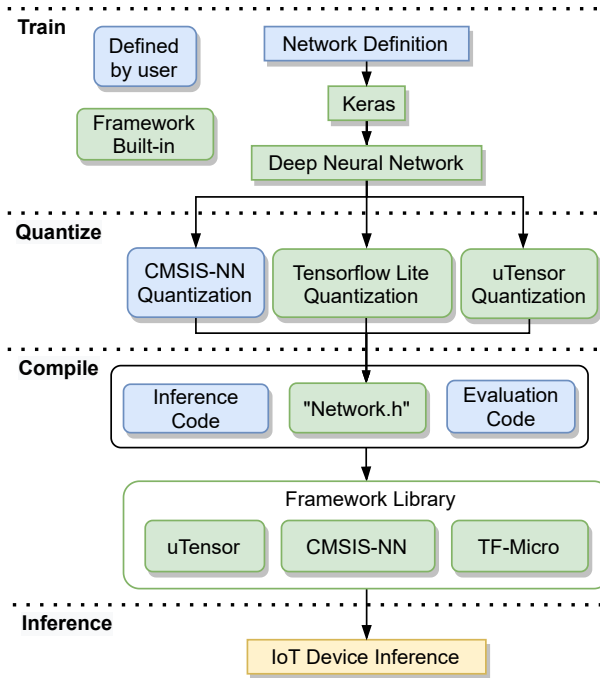 Train
Defined
by user
Network Definition
Framework
Built-in
Keras
Deep Neural Network
Quantize
CMSIS-NN
Quantization
Tensorflow Lite
Quantization
uTensor
Quantization
Compile
Inference
Code
"Network.h"
Evaluation
Code
Framework Library
uTensor
CMSIS-NN
TF-Micro
Inference
IoT Device Inference